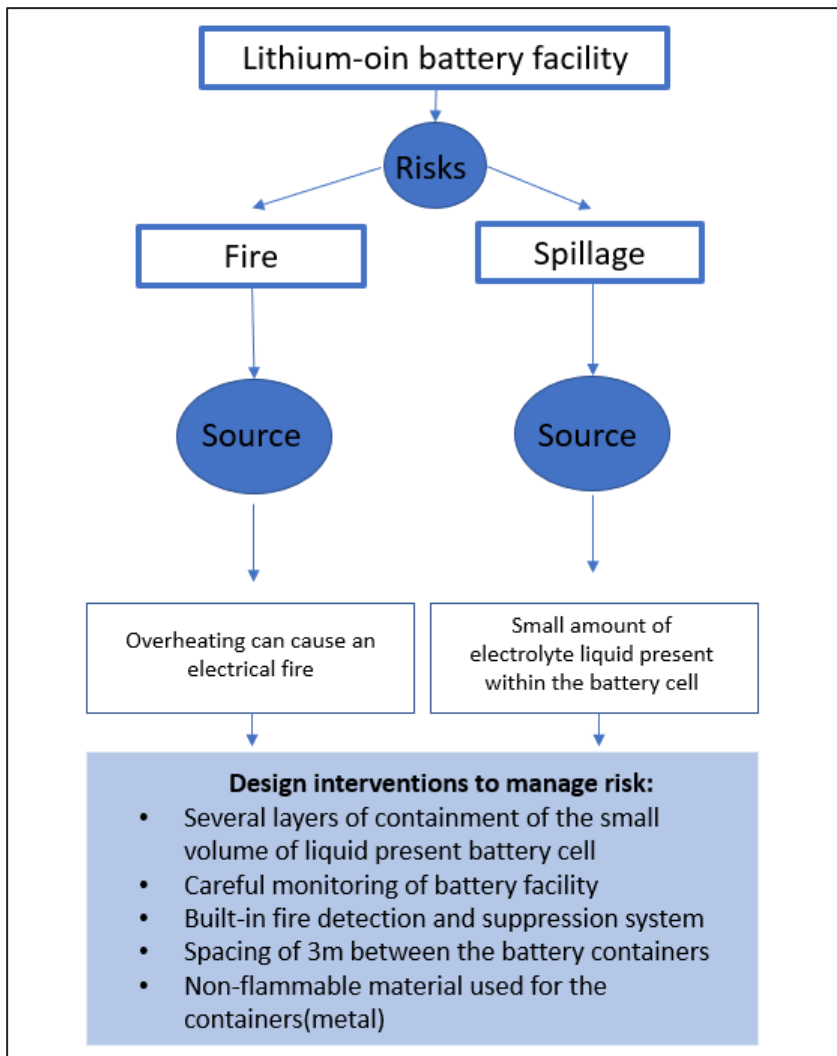 Lithium-oin battery facility
Risks
Fire
Spillage
Source
Source
Overheating can cause an
electrical fire
Small amount of
electrolyte liquid present
within the battery cell
Design interventions to manage risk:
• Several layers of containment of the small
volume of liquid present battery cell
• Careful monitoring of battery facility
• Built-in fire detection and suppression system
• Spacing of 3m between the battery containers
• Non-flammable material used for the
containers(metal)